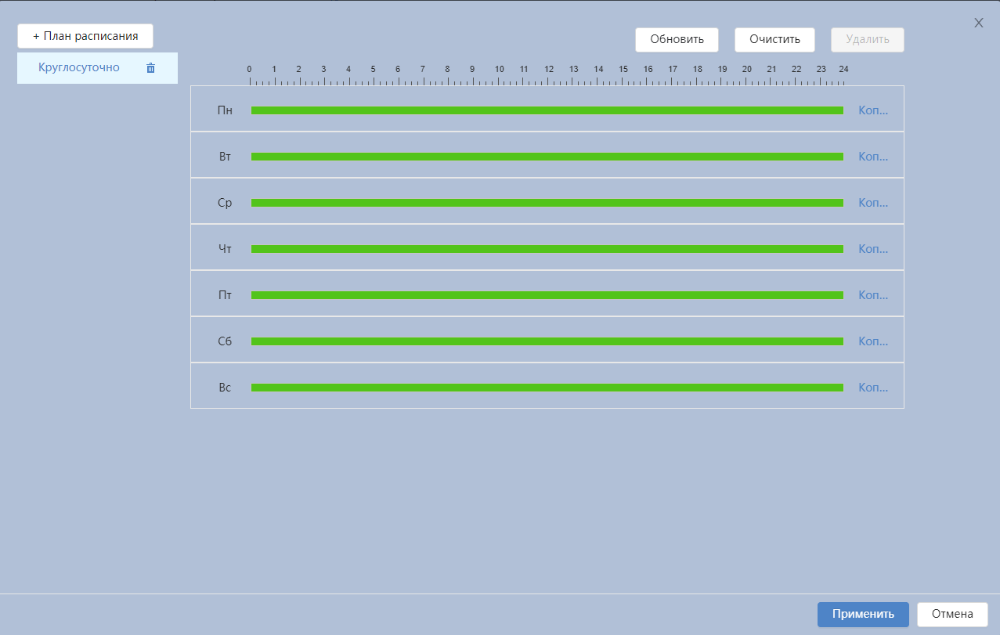 + План расписания
Обновить Очистить Удалить
Круглосуточно
0 1 2 3 4 5 6 7 8 9 10 11 12 13 14 15 16 17 18 19 20 21 22 23 24
Пн Коп...
Вт Коп...
Ср Коп...
Чт Коп...
Пт Коп...
Сб Коп...
Вс Коп...
Применить Отмена